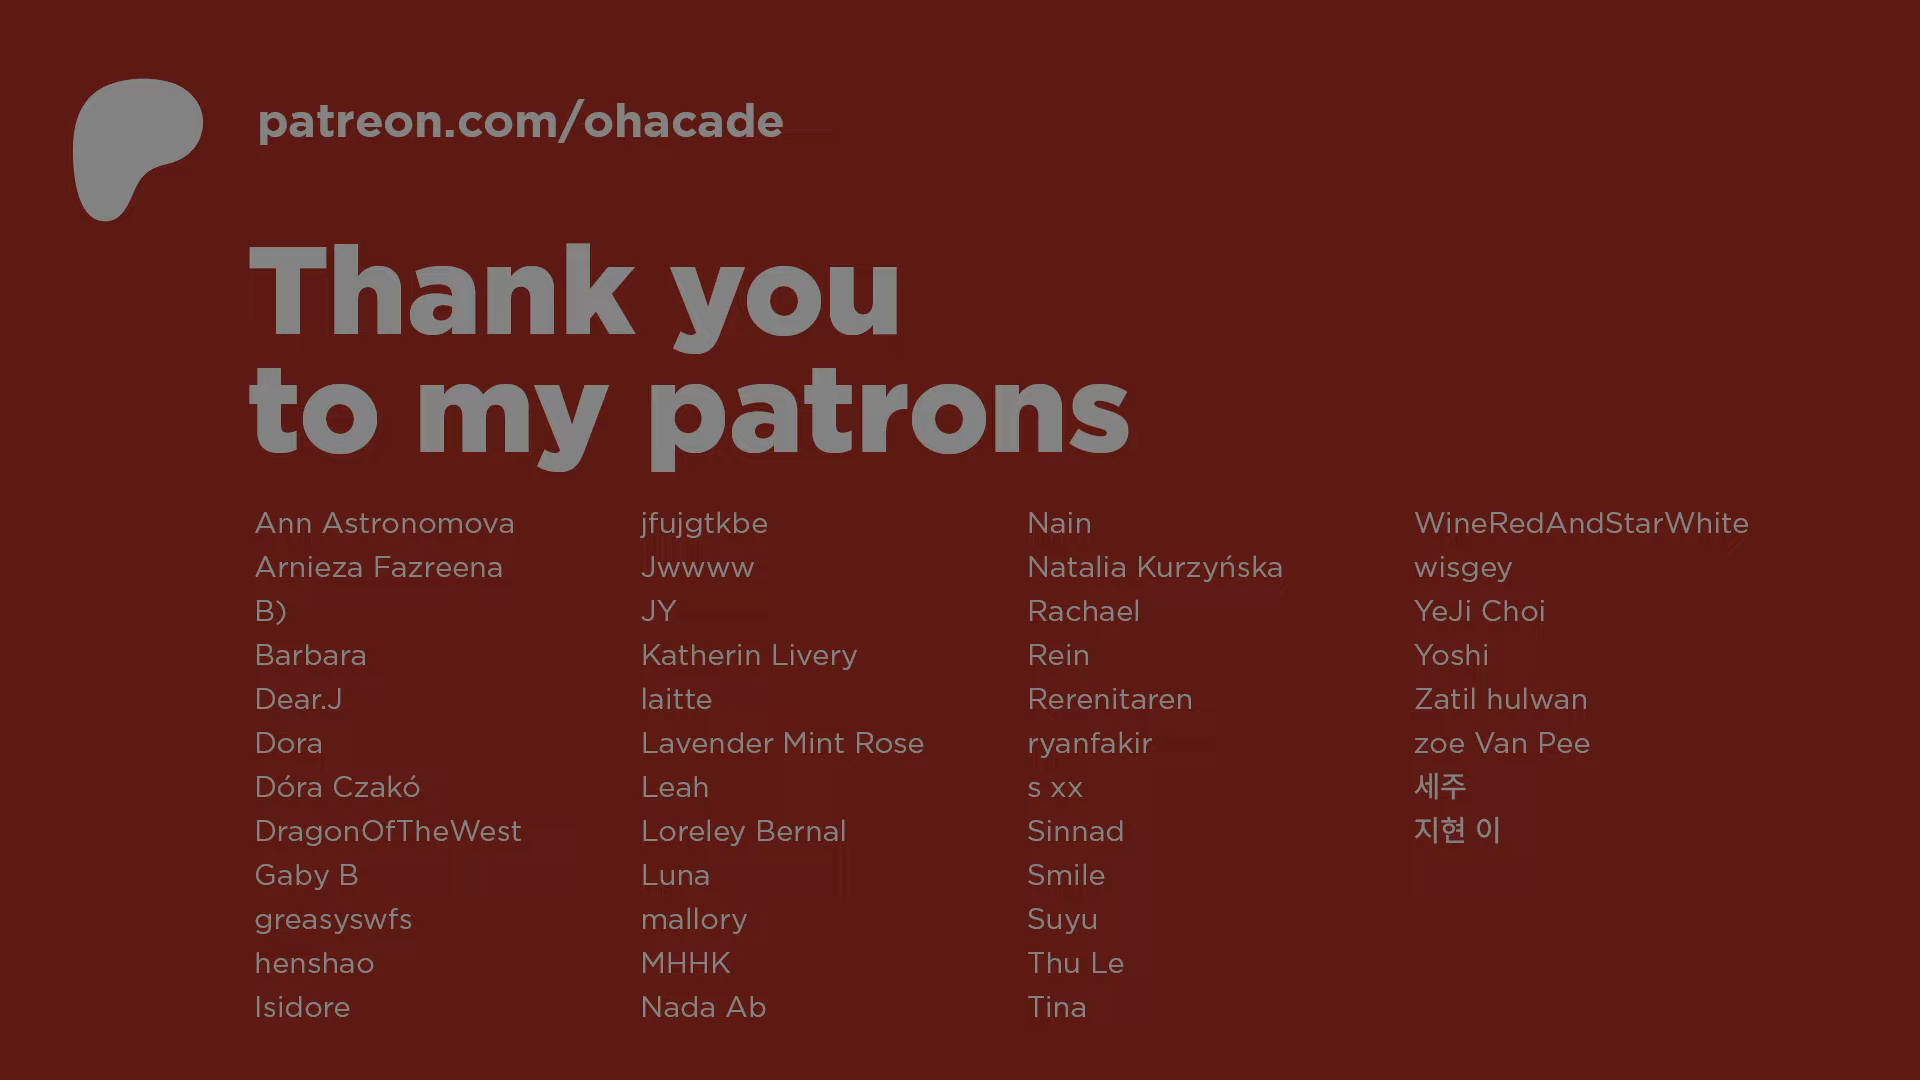 patreon.com/ohacade
Thank you
to my patrons
Ann Astronomova
Arnieza Fazreena
B)
Barbara
Dear.J
Dora
Dóra Czakó
DragonOfTheWest
Gaby B
greasyswfs
henshao
Isidore
jfujgtkbe
Jwwww
JY
Katherin Livery
laitte
Lavender Mint Rose
Leah
Loreley Bernal
Luna
mallory
MHHK
Nada Ab
Nain
Natalia Kurzyńska
Rachael
Rein
Rerenitaren
ryanfakir
s xx
Sinnad
Smile
Suyu
Thu Le
Tina
WineRedAndStarWhite
wisgey
YeJi Choi
Yoshi
Zatil hulwan
zoe Van Pee
세주
지현 이